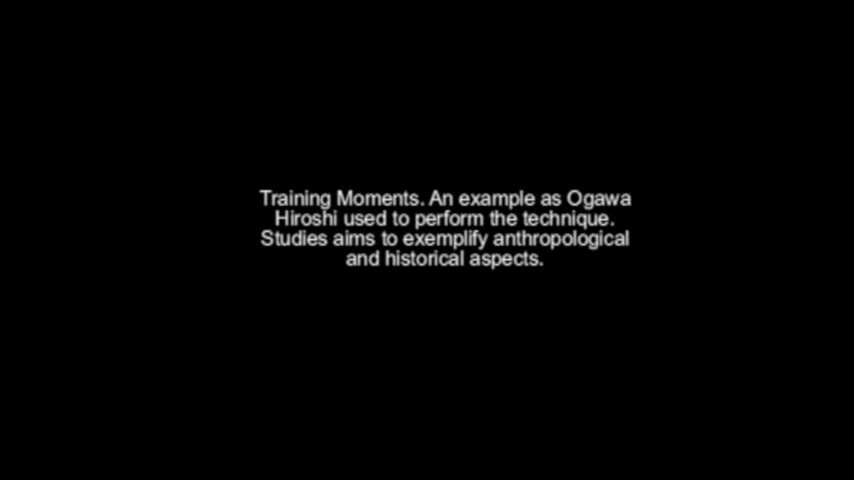 Training Moments. An example as Ogawa
Hiroshi used to perform the technique.
Studies aims to exemplify anthropological
and historical aspects.